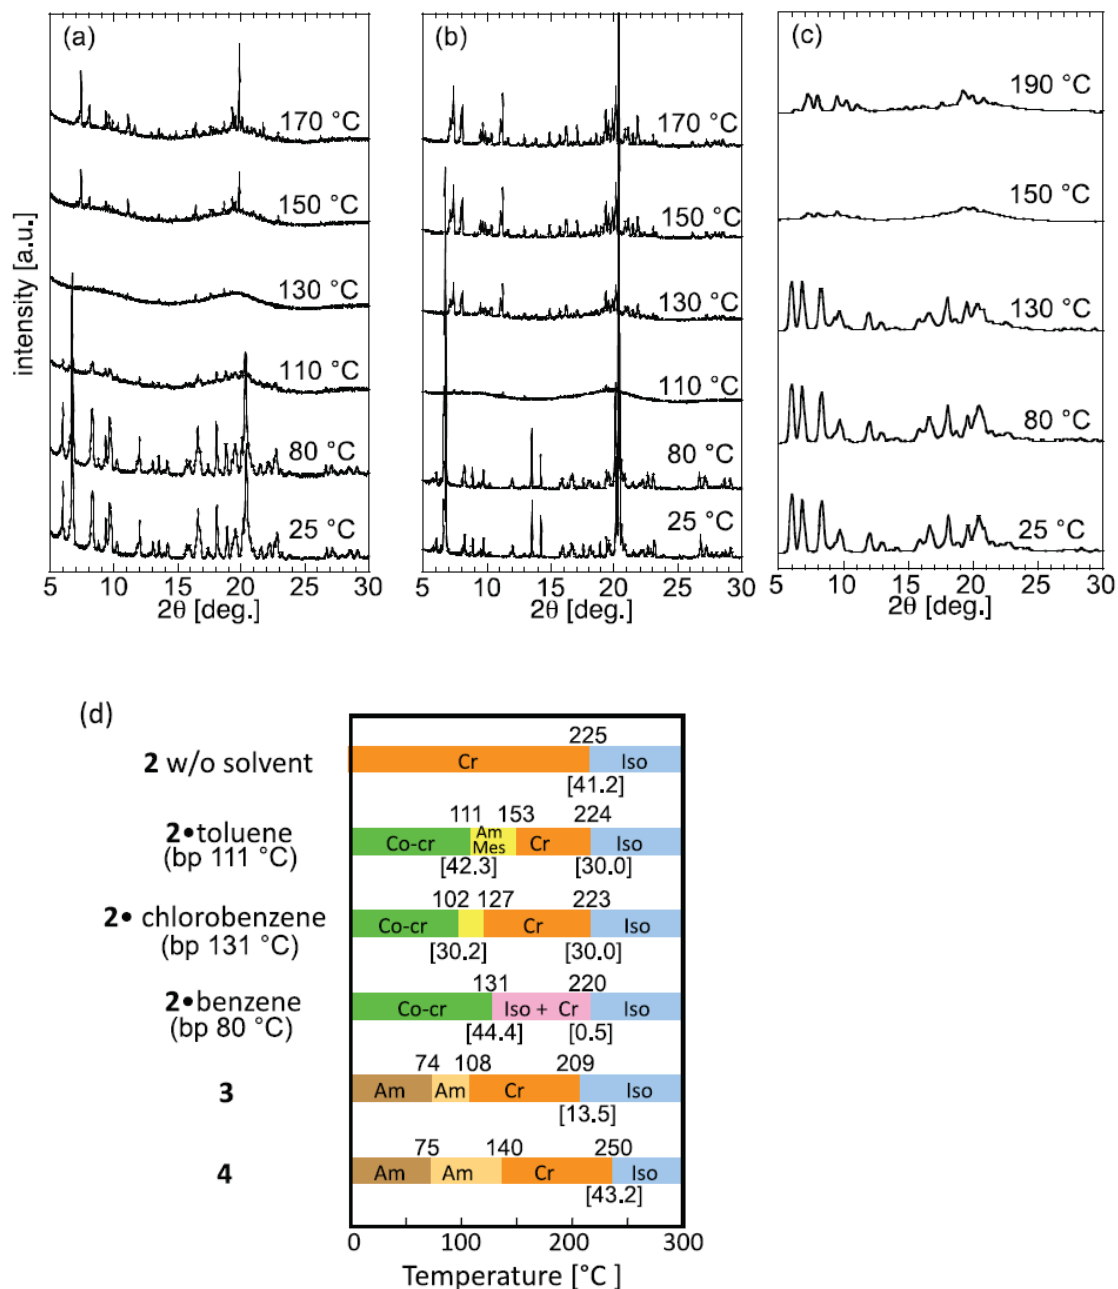 (a)
170 °C
150 °C
130 °C
110 °C
80 °C
25 °C
intensity [a.u.]
5 10 15 20 25 30
2θ [deg.]
(b)
170 °C
150 °C
130 °C
110 °C
80 °C
25 °C
5 10 15 20 25 30
2θ [deg.]
(c)
190 °C
150 °C
130 °C
80 °C
25 °C
5 10 15 20 25 30
2θ [deg.]
(d)
225
2 w/o solvent Cr Iso
[41.2]
111 153 224
2•toluene Co-cr Am Mes Cr Iso
(bp 111 °C) [42.3] [30.0]
102 127 223
2• chlorobenzene Co-cr Cr Iso
(bp 131 °C) [30.2] [30.0]
131 220
2•benzene Co-cr Iso + Cr Iso
(bp 80 °C) [44.4] [0.5]
74 108 209
3 Am Am Cr Iso
[13.5]
75 140 250
4 Am Am Cr Iso
[43.2]
0 100 200 300
Temperature [°C ]